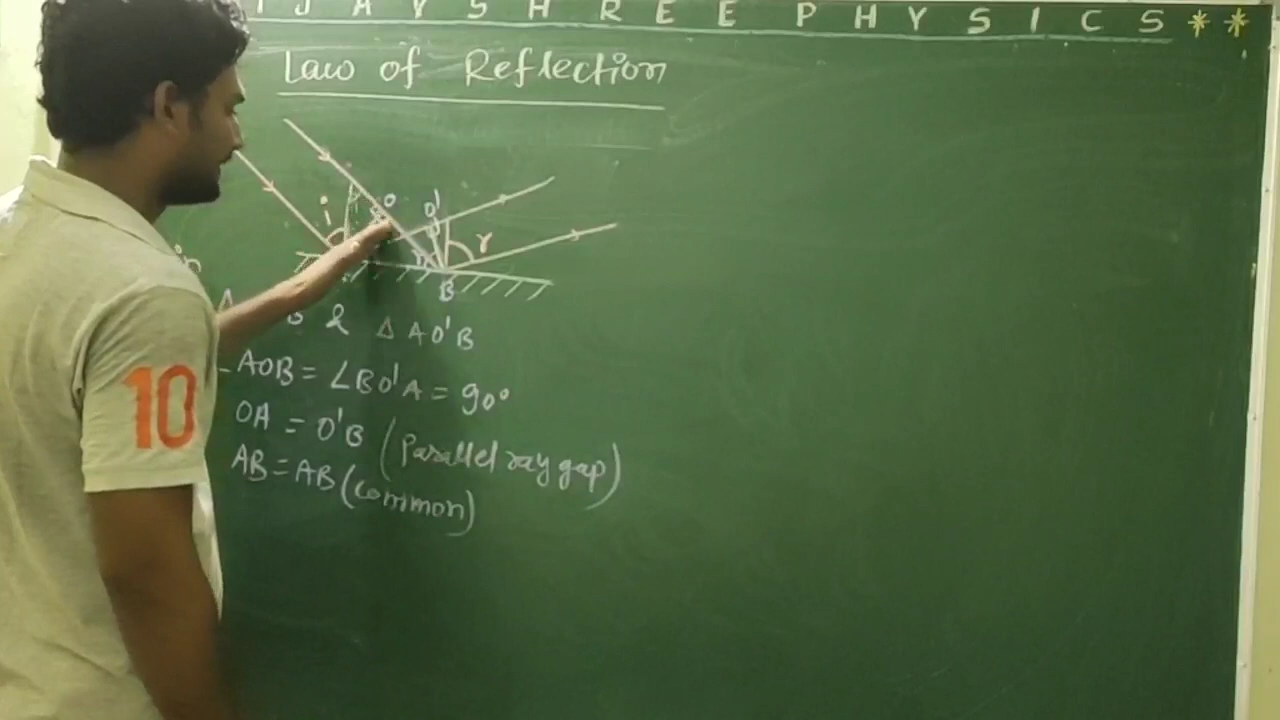 J A Y S H R E E P H Y S I C S * *
Law of Reflection
i
O
O'
r
B
& Δ AO'B
AOB = ∠BO'A = 90°
OA = O'B (Parallel ray gap)
AB = AB (common)
10